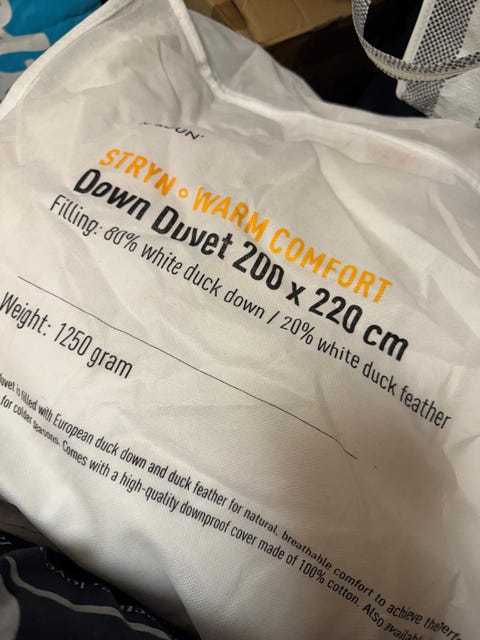 STRYN ° WARM COMFORT
Down Duvet 200 x 220 cm
Filling: 80% white duck down / 20% white duck feather
Weight: 1250 gram
is filled with European duck down and duck feather for natural, breathable comfort to achieve the
for colder seasons. Comes with a high-quality downproof cover made of 100% cotton. Also